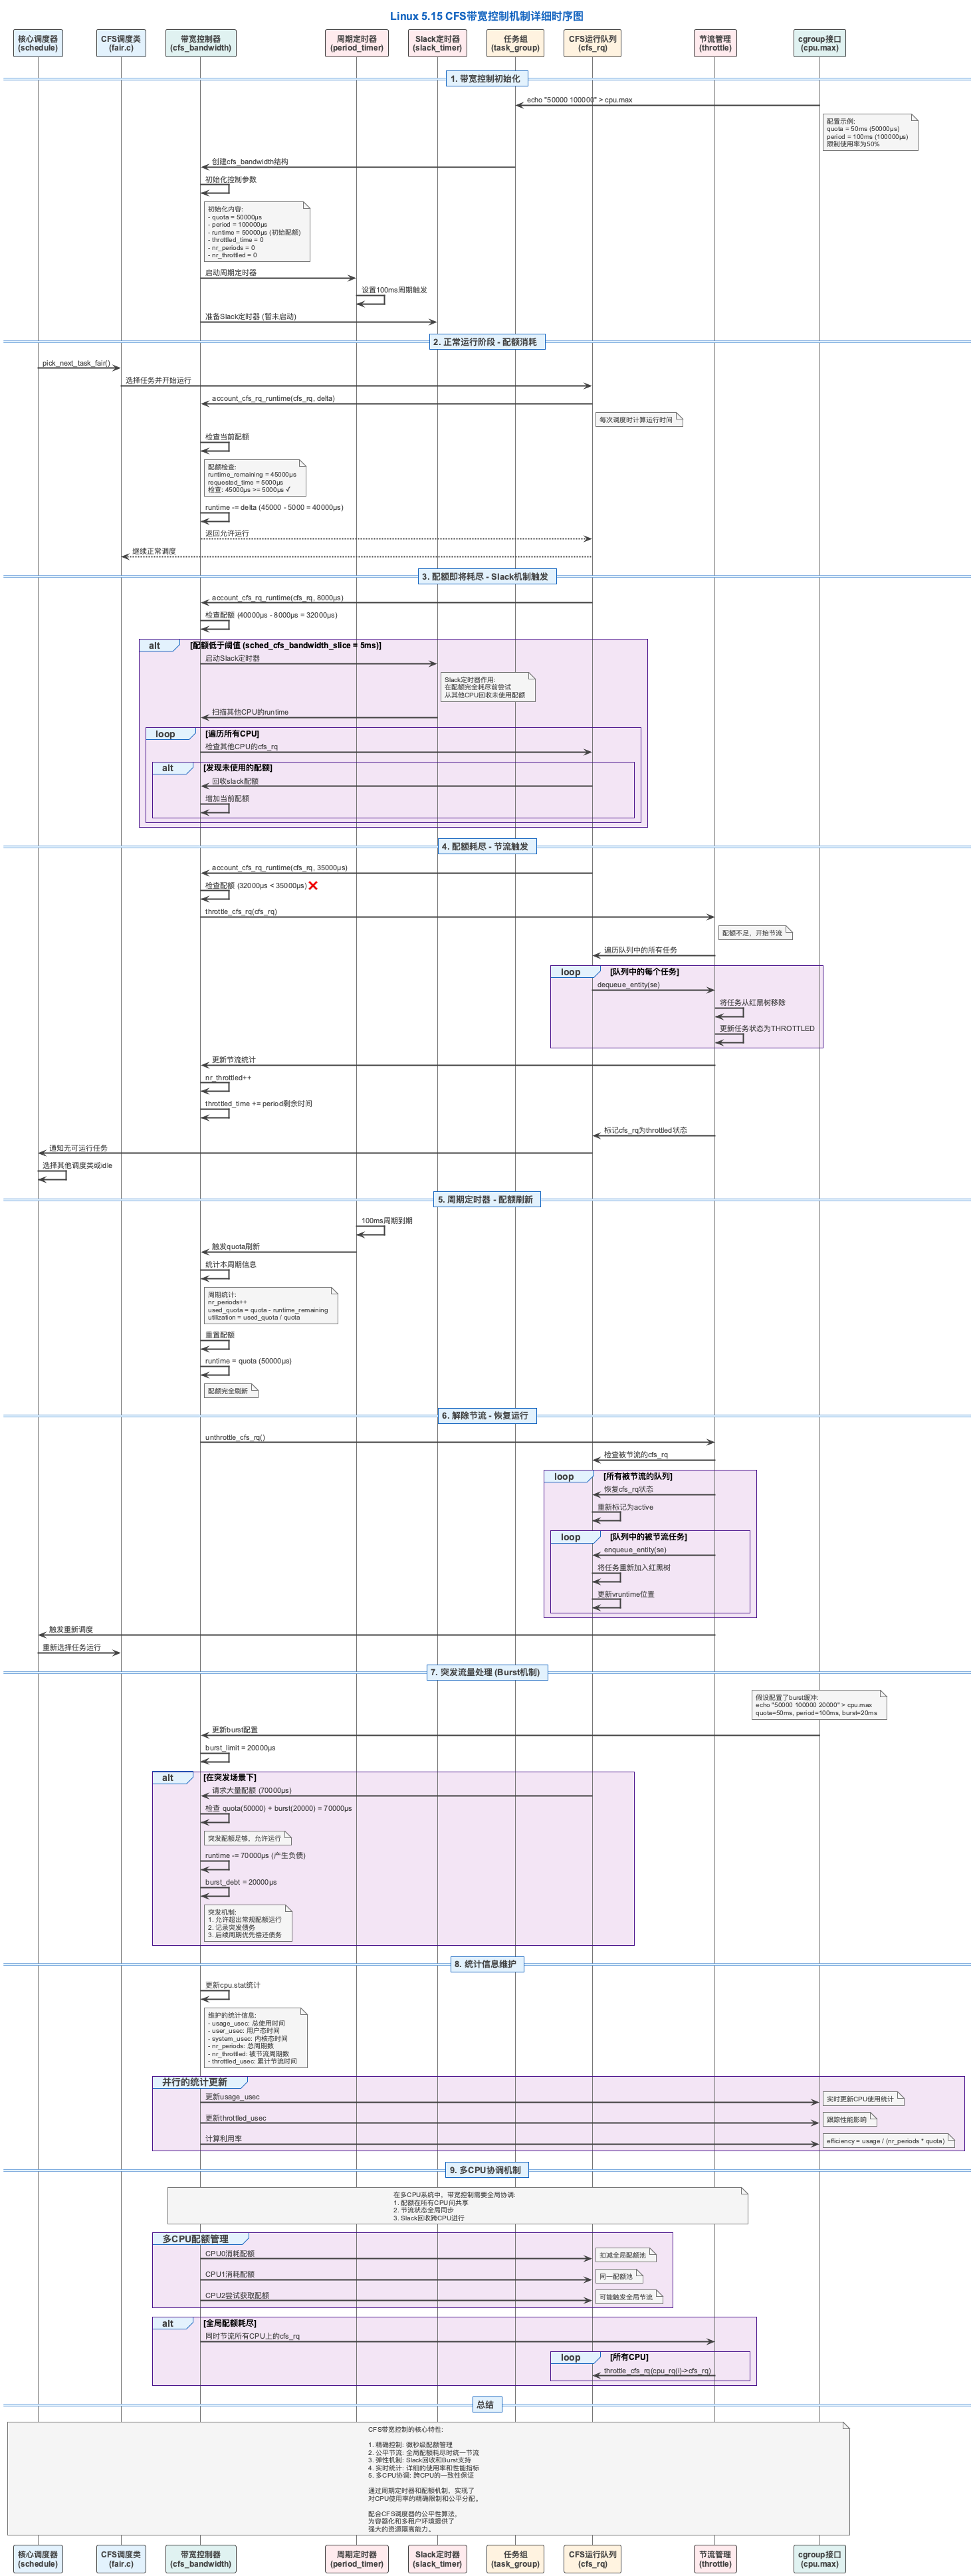 Linux 5.15 CFS带宽控制机制详细时序图
核心调度器
(schedule)
CFS调度类
(fair.c)
带宽控制器
(cfs_bandwidth)
周期定时器
(period_timer)
Slack定时器
(slack_timer)
任务组
(task_group)
CFS运行队列
(cfs_rq)
节流管理
(throttle)
cgroup接口
(cpu.max)
1. 带宽控制初始化
echo "50000 100000" > cpu.max
配置示例:
quota = 50ms (50000μs)
period = 100ms (100000μs)
限制使用率为50%
创建cfs_bandwidth结构
初始化控制参数
初始化内容:
- quota = 50000μs
- period = 100000μs
- runtime = 50000μs (初始配额)
- throttled_time = 0
- nr_periods = 0
- nr_throttled = 0
启动周期定时器
设置100ms周期触发
准备Slack定时器 (暂未启动)
2. 正常运行阶段 - 配额消耗
pick_next_task_fair()
选择任务并开始运行
account_cfs_rq_runtime(cfs_rq, delta)
每次调度时计算运行时间
检查当前配额
配额检查:
runtime_remaining = 45000μs
requested_time = 5000μs
检查: 45000μs >= 5000μs ✓
runtime -= delta (45000 - 5000 = 40000μs)
返回允许运行
继续正常调度
3. 配额即将耗尽 - Slack机制触发
account_cfs_rq_runtime(cfs_rq, 8000μs)
检查配额 (40000μs - 8000μs = 32000μs)
alt [配额低于阈值 (sched_cfs_bandwidth_slice = 5ms)]
启动Slack定时器
Slack定时器作用:
在配额完全耗尽前尝试
从其他CPU回收未使用配额
扫描其他CPU的runtime
loop [遍历所有CPU]
检查其他CPU的cfs_rq
alt [发现未使用的配额]
回收slack配额
增加当前配额
4. 配额耗尽 - 节流触发
account_cfs_rq_runtime(cfs_rq, 35000μs)
检查配额 (32000μs < 35000μs) ❌
throttle_cfs_rq(cfs_rq)
配额不足，开始节流
遍历队列中的所有任务
loop [队列中的每个任务]
dequeue_entity(se)
将任务从红黑树移除
更新任务状态为THROTTLED
更新节流统计
nr_throttled++
throttled_time += period剩余时间
标记cfs_rq为throttled状态
通知无可运行任务
选择其他调度类或idle
5. 周期定时器 - 配额刷新
100ms周期到期
触发quota刷新
统计本周期信息
周期统计:
nr_periods++
used_quota = quota - runtime_remaining
utilization = used_quota / quota
重置配额
runtime = quota (50000μs)
配额完全刷新
6. 解除节流 - 恢复运行
unthrottle_cfs_rq()
检查被节流的cfs_rq
loop [所有被节流的队列]
恢复cfs_rq状态
重新标记为active
loop [队列中的被节流任务]
enqueue_entity(se)
将任务重新加入红黑树
更新vruntime位置
触发重新调度
重新选择任务运行
7. 突发流量处理 (Burst机制)
假设配置了burst缓冲:
echo "50000 100000 20000" > cpu.max
quota=50ms, period=100ms, burst=20ms
更新burst配置
burst_limit = 20000μs
alt [在突发场景下]
请求大量配额 (70000μs)
检查 quota(50000) + burst(20000) = 70000μs
突发配额足够，允许运行
runtime -= 70000μs (产生负债)
burst_debt = 20000μs
突发机制:
1. 允许超出常规配额运行
2. 记录突发债务
3. 后续周期优先偿还债务
8. 统计信息维护
更新cpu.stat统计
维护的统计信息:
- usage_usec: 总使用时间
- user_usec: 用户态时间
- system_usec: 内核态时间
- nr_periods: 总周期数
- nr_throttled: 被节流周期数
- throttled_usec: 累计节流时间
并行的统计更新
更新usage_usec
实时更新CPU使用统计
更新throttled_usec
跟踪性能影响
计算利用率
efficiency = usage / (nr_periods * quota)
9. 多CPU协调机制
在多CPU系统中，带宽控制需要全局协调:
1. 配额在所有CPU间共享
2. 节流状态全局同步
3. Slack回收跨CPU进行
多CPU配额管理
CPU0消耗配额
扣减全局配额池
CPU1消耗配额
同一配额池
CPU2尝试获取配额
可能触发全局节流
alt [全局配额耗尽]
同时节流所有CPU上的cfs_rq
loop [所有CPU]
throttle_cfs_rq(cpu_rq(i)->cfs_rq)
总结
CFS带宽控制的核心特性:
1. 精确控制: 微秒级配额管理
2. 公平节流: 全局配额耗尽时统一节流
3. 弹性机制: Slack回收和Burst支持
4. 实时统计: 详细的使用率和性能指标
5. 多CPU协调: 跨CPU的一致性保证
通过周期定时器和配额机制，实现了
对CPU使用率的精确限制和公平分配。
配合CFS调度器的公平性算法，
为容器化和多租户环境提供了
强大的资源隔离能力。
核心调度器
(schedule)
CFS调度类
(fair.c)
带宽控制器
(cfs_bandwidth)
周期定时器
(period_timer)
Slack定时器
(slack_timer)
任务组
(task_group)
CFS运行队列
(cfs_rq)
节流管理
(throttle)
cgroup接口
(cpu.max)